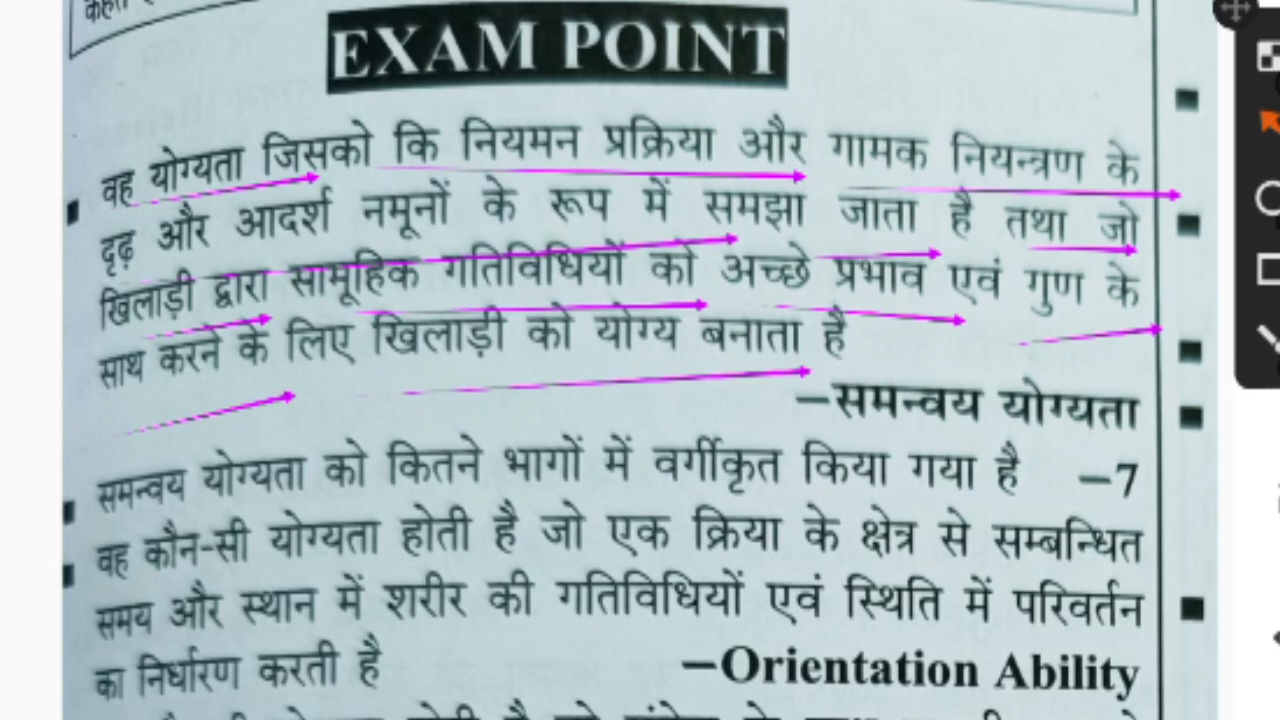 EXAM POINT
वह योग्यता जिसको कि नियमन प्रक्रिया और गामक नियन्त्रण के
दृढ़ और आदर्श नमूनों के रूप में समझा जाता है तथा जो
खिलाड़ी द्वारा सामूहिक गतिविधियों को अच्छे प्रभाव एवं गुण के
साथ करने के लिए खिलाड़ी को योग्य बनाता है
–समन्वय योग्यता
समन्वय योग्यता को कितने भागों में वर्गीकृत किया गया है –7
वह कौन-सी योग्यता होती है जो एक क्रिया के क्षेत्र से सम्बन्धित
समय और स्थान में शरीर की गतिविधियों एवं स्थिति में परिवर्तन
का निर्धारण करती है –Orientation Ability